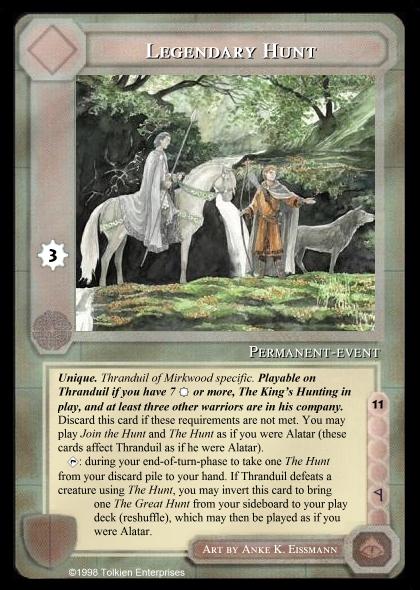 Legendary Hunt
3
Permanent-event
Unique. Thranduil of Mirkwood specific. Playable on
Thranduil if you have 7 or more, The King's Hunting in
play, and at least three other warriors are in his company.
Discard this card if these requirements are not met. You may
play Join the Hunt and The Hunt as if you were Alatar (these
cards affect Thranduil as if he were Alatar).
: during your end-of-turn-phase to take one The Hunt
from your discard pile to your hand. If Thranduil defeats a
creature using The Hunt, you may invert this card to bring
one The Great Hunt from your sideboard to your play
deck (reshuffle), which may then be played as if you
were Alatar.
11
Art by Anke K. Eissmann
©1998 Tolkien Enterprises